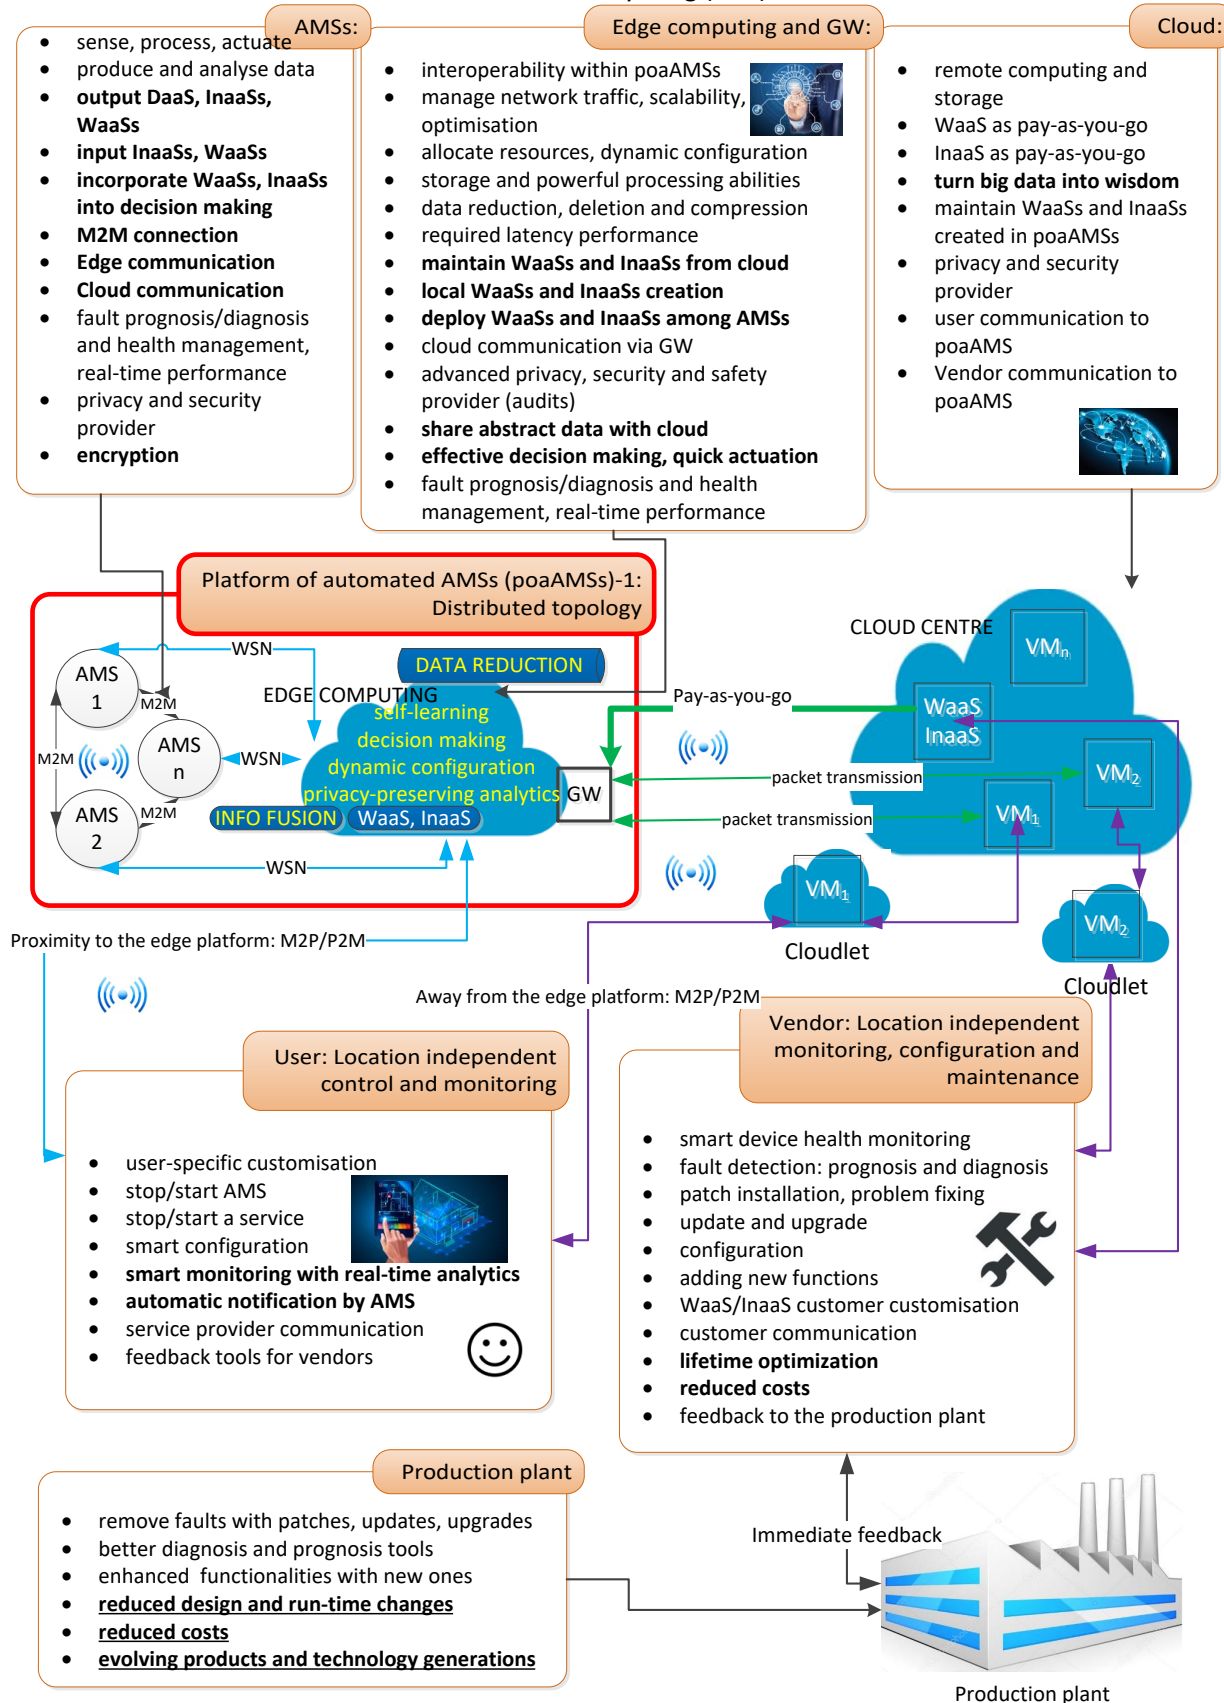 AMSs:
sense, process, actuate
produce and analyse data
output DaaS, InaaSs,
WaaSs
input InaaSs, WaaSs
incorporate WaaSs, InaaSs
into decision making
M2M connection
Edge communication
Cloud communication
fault prognosis/diagnosis
and health management,
real-time performance
privacy and security
provider
encryption
Edge computing and GW:
interoperability within poaAMSs
manage network traffic, scalability,
optimisation
allocate resources, dynamic configuration
storage and powerful processing abilities
data reduction, deletion and compression
required latency performance
maintain WaaSs and InaaSs from cloud
local WaaSs and InaaSs creation
deploy WaaSs and InaaSs among AMSs
cloud communication via GW
advanced privacy, security and safety
provider (audits)
share abstract data with cloud
effective decision making, quick actuation
fault prognosis/diagnosis and health
management, real-time performance
Cloud:
remote computing and
storage
WaaS as pay-as-you-go
InaaS as pay-as-you-go
turn big data into wisdom
maintain WaaSs and InaaSs
created in poaAMSs
privacy and security
provider
user communication to
poaAMS
Vendor communication to
poaAMS
Platform of automated AMSs (poaAMSs)-1:
Distributed topology
WSN
AMS
1
M2M
AMS
n
M2M
WSN
AMS
2
M2M
WSN
DATA REDUCTION
EDGE COMPUTING
self-learning
decision making
dynamic configuration
privacy-preserving analytics
INFO FUSION
WaaS, InaaS
GW
Pay-as-you-go
packet transmission
packet transmission
CLOUD CENTRE
VMn
WaaS
InaaS
VM2
VM1
VM1
Cloudlet
VM2
Cloudlet
Proximity to the edge platform: M2P/P2M
Away from the edge platform: M2P/P2M
User: Location independent
control and monitoring
user-specific customisation
stop/start AMS
stop/start a service
smart configuration
smart monitoring with real-time analytics
automatic notification by AMS
service provider communication
feedback tools for vendors
Vendor: Location independent
monitoring, configuration and
maintenance
smart device health monitoring
fault detection: prognosis and diagnosis
patch installation, problem fixing
update and upgrade
configuration
adding new functions
WaaS/InaaS customer customisation
customer communication
lifetime optimization
reduced costs
feedback to the production plant
Production plant
remove faults with patches, updates, upgrades
better diagnosis and prognosis tools
enhanced functionalities with new ones
reduced design and run-time changes
reduced costs
evolving products and technology generations
Immediate feedback
Production plant